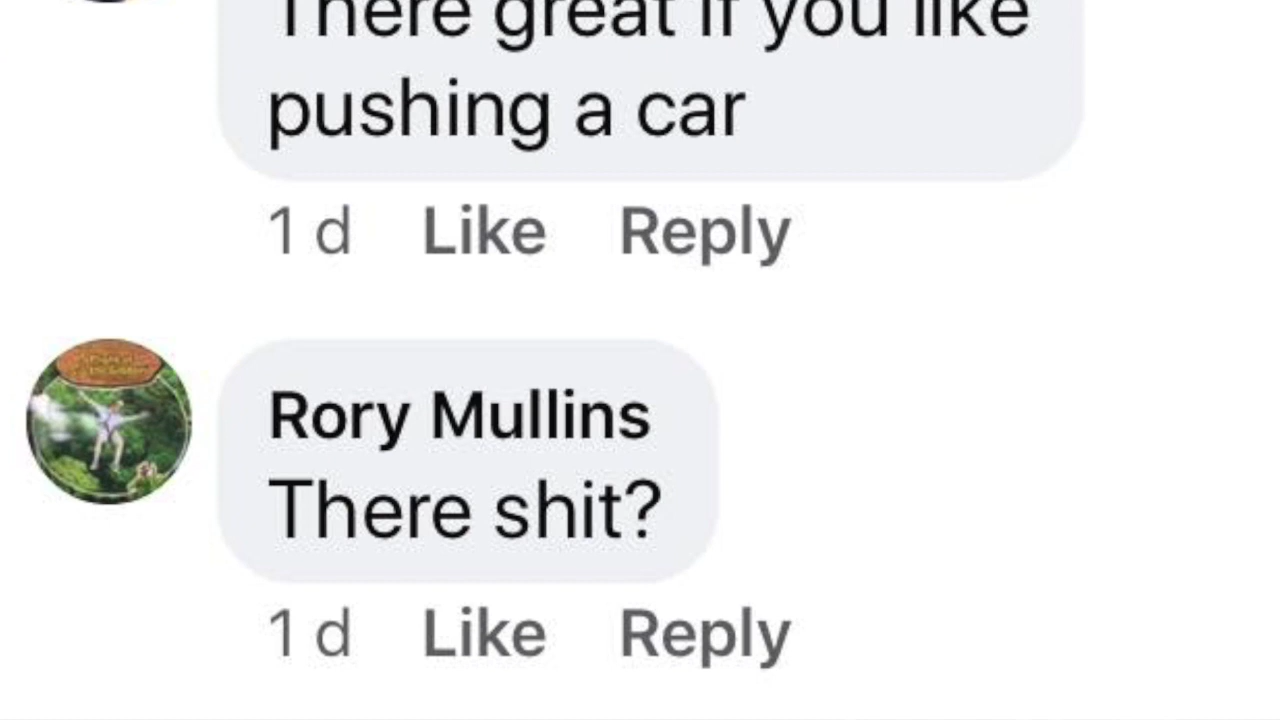 There great if you like
pushing a car
1 d Like Reply
Rory Mullins
There shit?
1 d Like Reply